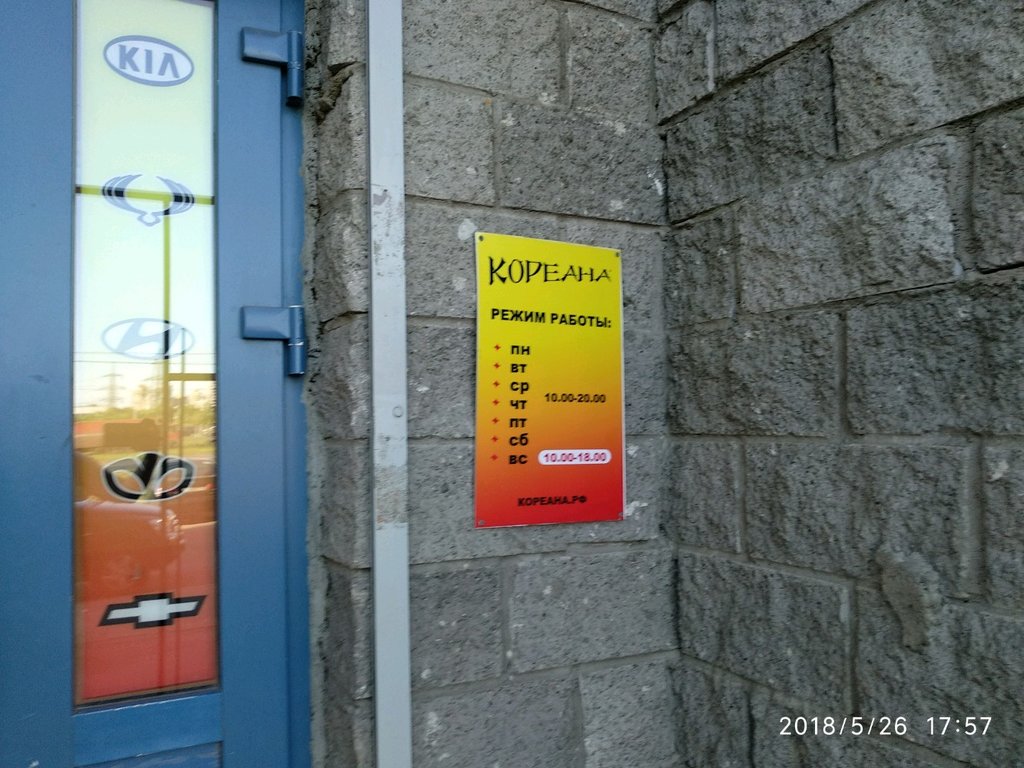 KIA
КОРЕАНА
РЕЖИМ РАБОТЫ:
ПН
ВТ
СР
ЧТ 10.00-20.00
ПТ
СБ
ВС 10.00-18.00
КОРЕАНА.РФ
2018/5/26 17:57